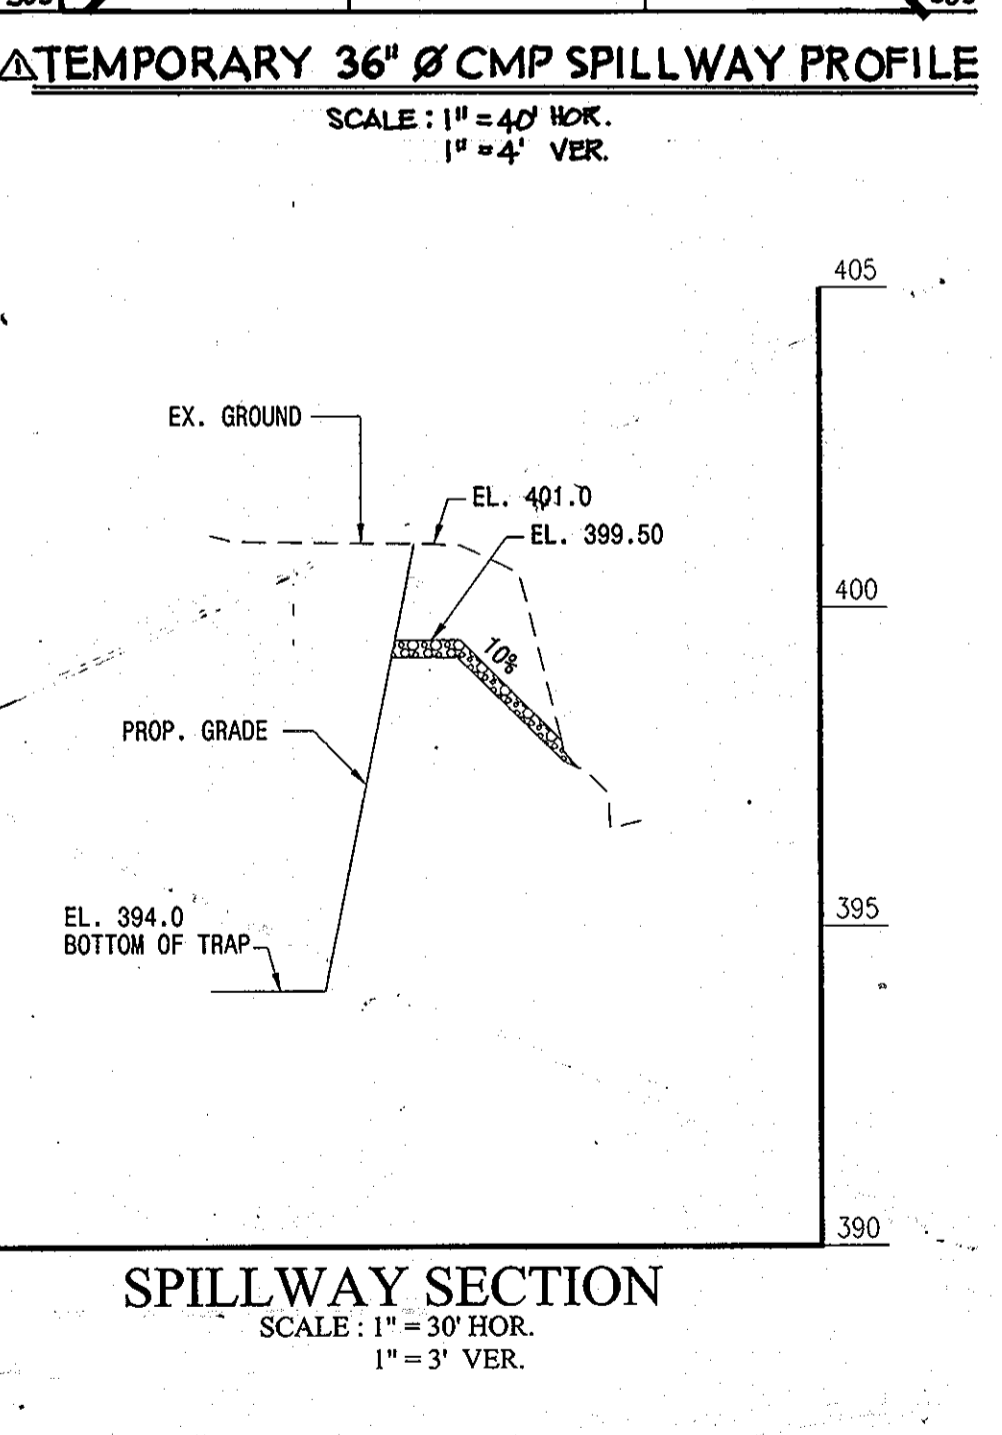 ⚠TEMPORARY 36" Ø CMP SPILLWAY PROFILE
SCALE : 1" = 40' HOR.
1" = 4' VER.
405
EX. GROUND
EL. 401.0
EL. 399.50
400
10%
PROP. GRADE
395
EL. 394.0
BOTTOM OF TRAP
390
SPILLWAY SECTION
SCALE : 1" = 30' HOR.
1" = 3' VER.